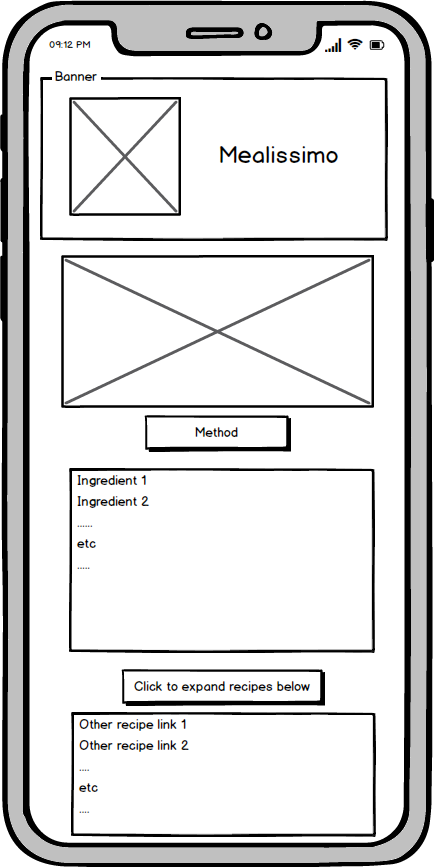 09:12 PM
Banner
Mealissimo
Method
Ingredient 1
Ingredient 2
......
etc
.....
Click to expand recipes below
Other recipe link 1
Other recipe link 2
....
etc
....